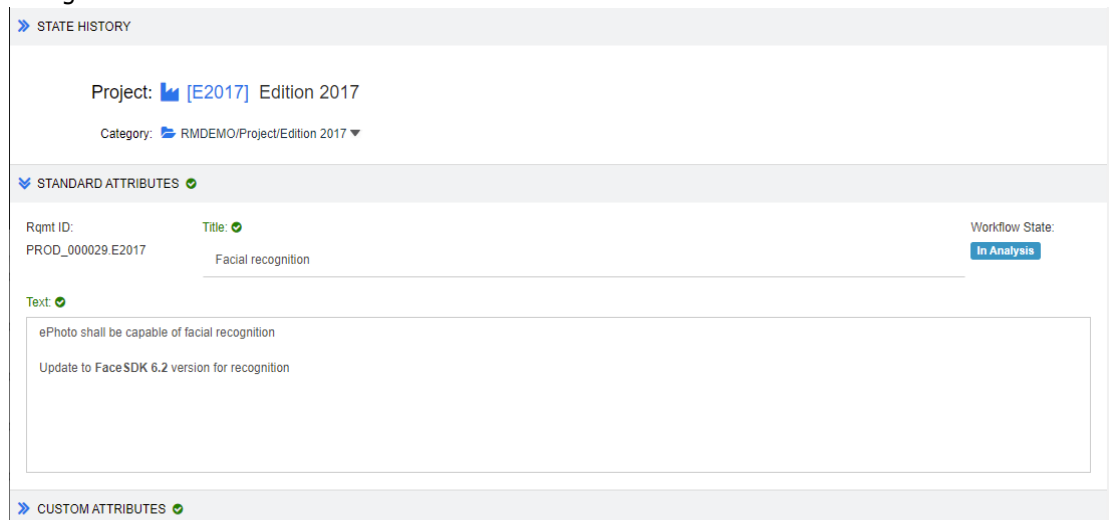 STATE HISTORY
Project: [E2017] Edition 2017
Category: RMDEMO/Project/Edition 2017
STANDARD ATTRIBUTES
Rqmt ID: Title: Workflow State:
PROD_000029.E2017 Facial recognition In Analysis
Text:
ePhoto shall be capable of facial recognition
Update to FaceSDK 6.2 version for recognition
CUSTOM ATTRIBUTES